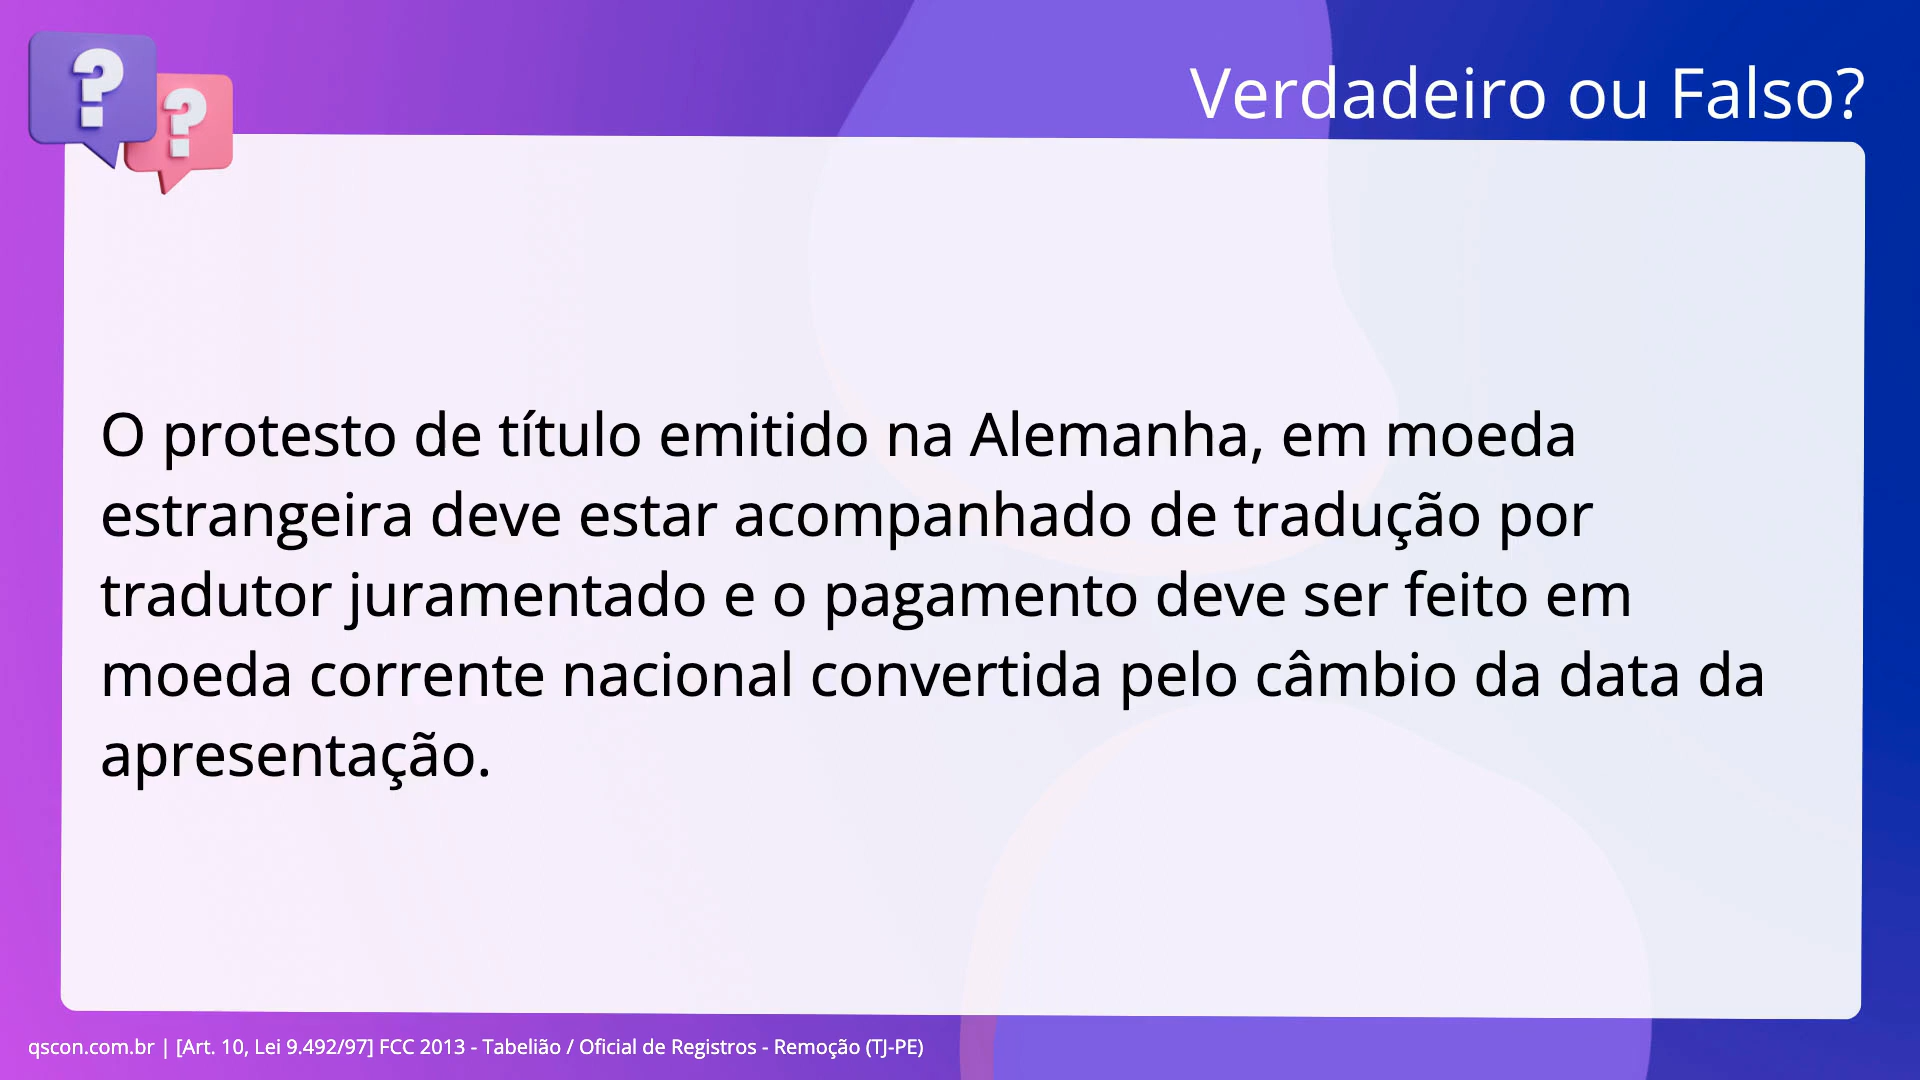 Verdadeiro ou Falso?
O protesto de título emitido na Alemanha, em moeda
estrangeira deve estar acompanhado de tradução por
tradutor juramentado e o pagamento deve ser feito em
moeda corrente nacional convertida pelo câmbio da data da
apresentação.
qscon.com.br | [Art. 10, Lei 9.492/97] FCC 2013 - Tabelião / Oficial de Registros - Remoção (TJ-PE)